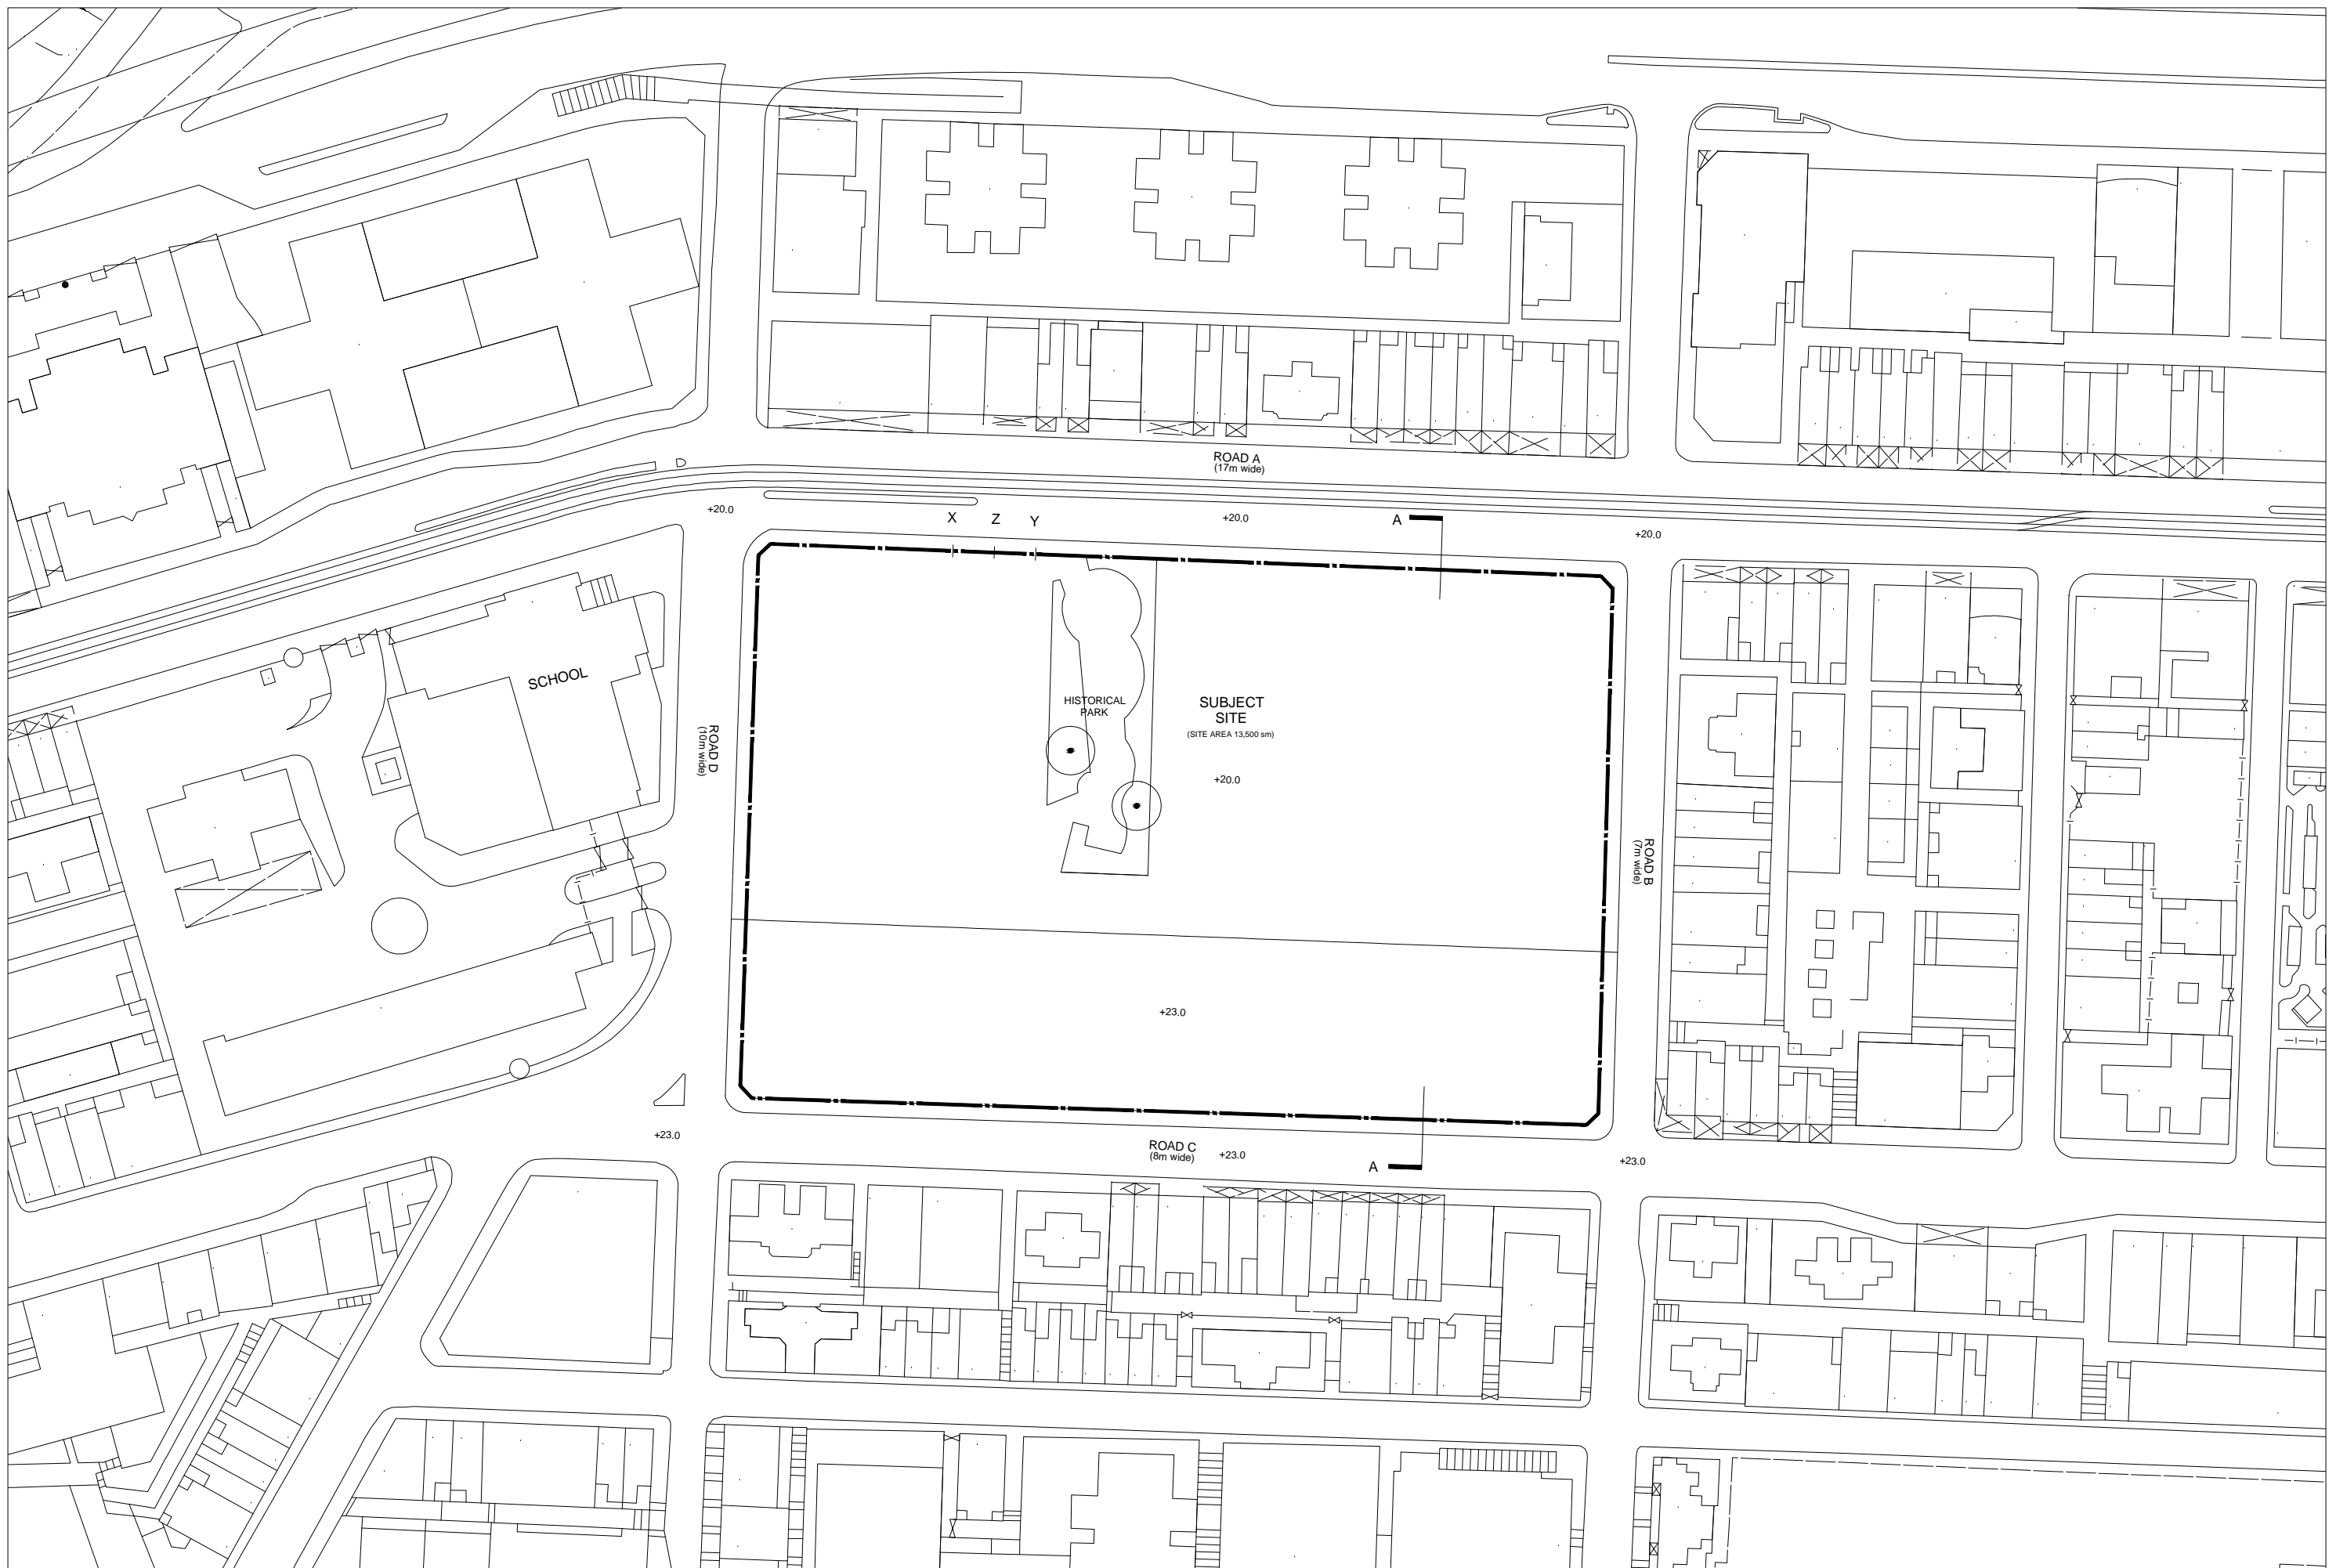 ROAD A
(17m wide)
+20.0
X
Z
Y
+20.0
A
+20.0
SCHOOL
HISTORICAL
PARK
SUBJECT
SITE
(SITE AREA 13,500 sm)
ROAD D
(10m wide)
+20.0
ROAD B
(7m wide)
+23.0
+23.0
ROAD C
(8m wide)
+23.0
A
+23.0